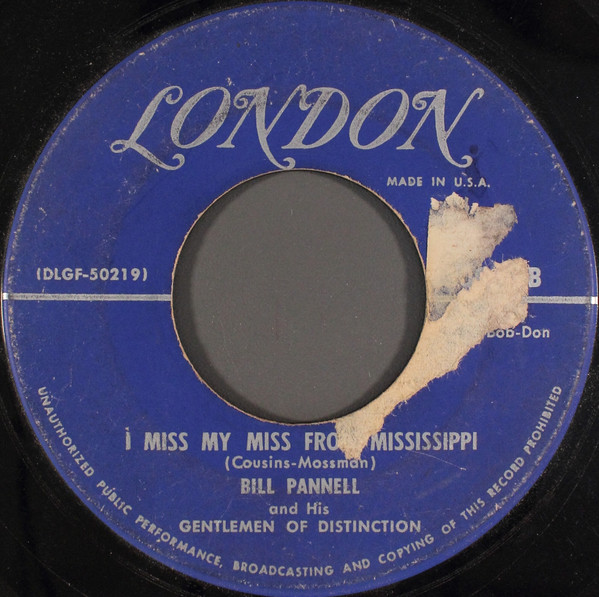 LONDON
MADE IN U.S.A.
(DLGF-50219)
B
Bob-Don
I MISS MY MISS FROM MISSISSIPPI
(Cousins-Mossman)
BILL PANNELL
and His
GENTLEMEN OF DISTINCTION
UNAUTHORIZED PUBLIC PERFORMANCE, BROADCASTING AND COPYING OF THIS RECORD PROHIBITED